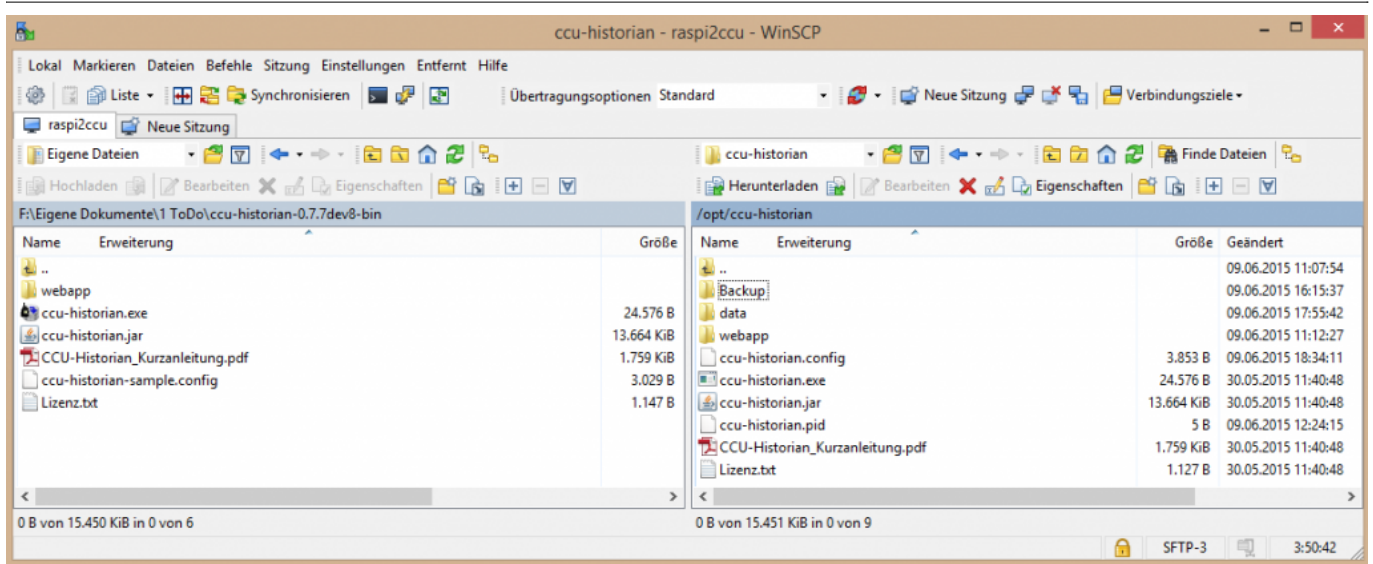 ccu-historian - raspi2ccu - WinSCP
Lokal Markieren Dateien Befehle Sitzung Einstellungen Entfernt Hilfe
Liste Synchronisieren Übertragungsoptionen Standard Neue Sitzung Verbindungsziele
raspi2ccu Neue Sitzung
Eigene Dateien ccu-historian Finde Dateien
Hochladen Bearbeiten Eigenschaften Herunterladen Bearbeiten Eigenschaften
F:\Eigene Dokumente\1 ToDo\ccu-historian-0.7.7dev8-bin /opt/ccu-historian
Name Erweiterung Größe Name Erweiterung Größe Geändert
.. .. 09.06.2015 11:07:54
webapp Backup 09.06.2015 16:15:37
ccu-historian.exe 24.576 B data 09.06.2015 17:55:42
ccu-historian.jar 13.664 KiB webapp 09.06.2015 11:12:27
CCU-Historian_Kurzanleitung.pdf 1.759 KiB ccu-historian.config 3.853 B 09.06.2015 18:34:11
ccu-historian-sample.config 3.029 B ccu-historian.exe 24.576 B 30.05.2015 11:40:48
Lizenz.txt 1.147 B ccu-historian.jar 13.664 KiB 30.05.2015 11:40:48
ccu-historian.pid 5 B 09.06.2015 12:24:15
CCU-Historian_Kurzanleitung.pdf 1.759 KiB 30.05.2015 11:40:48
Lizenz.txt 1.127 B 30.05.2015 11:40:48
0 B von 15.450 KiB in 0 von 6 0 B von 15.451 KiB in 0 von 9
SFTP-3 3:50:42